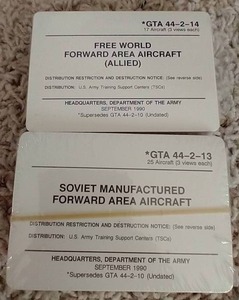 *GTA 44-2-14
17 Aircraft (3 views each)
FREE WORLD
FORWARD AREA AIRCRAFT
(ALLIED)
DISTRIBUTION RESTRICTION AND DESTRUCTION NOTICE: (See reverse side)
DISTRIBUTION: U.S. Army Training Support Centers (TSCs)
HEADQUARTERS, DEPARTMENT OF THE ARMY
SEPTEMBER 1990
*Supersedes GTA 44-2-10 (Undated)
*GTA 44-2-13
25 Aircraft (3 views each)
SOVIET MANUFACTURED
FORWARD AREA AIRCRAFT
DISTRIBUTION RESTRICTION AND DESTRUCTION NOTICE: (See reverse side)
DISTRIBUTION: U.S. Army Training Support Centers (TSCs)
HEADQUARTERS, DEPARTMENT OF THE ARMY
SEPTEMBER 1990
*Supersedes GTA 44-2-10 (Undated)